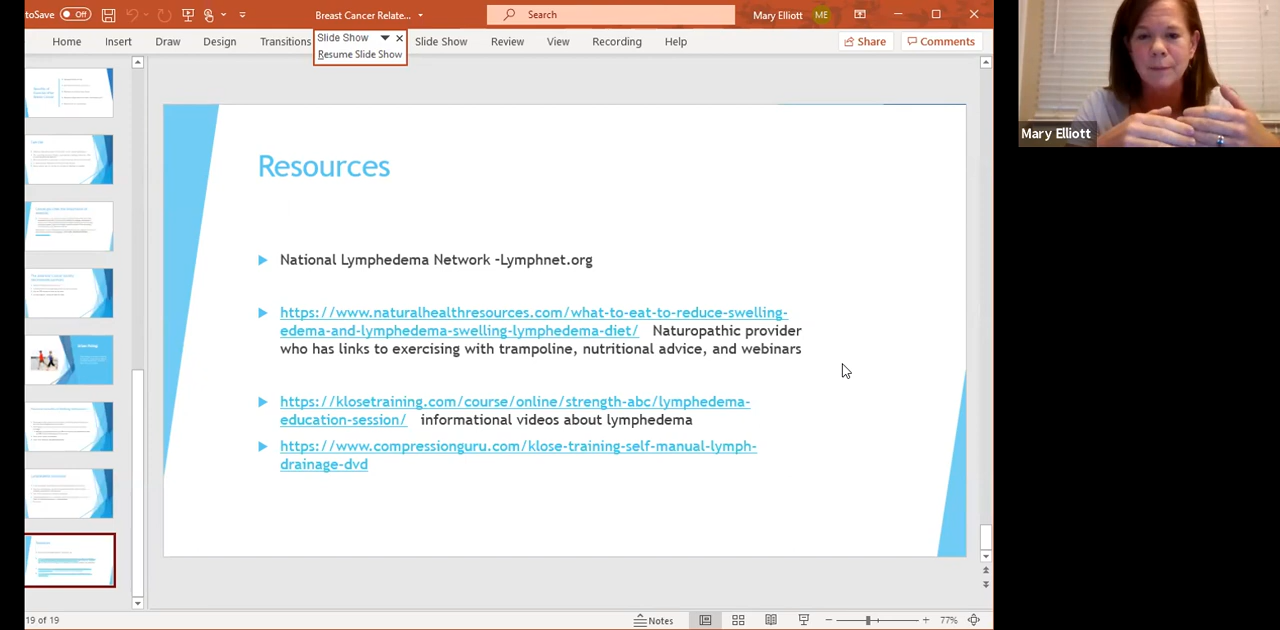 toSave Off Breast Cancer Relate... Search Mary Elliott ME
Home Insert Draw Design Transitions Slide Show Review View Recording Help Share Comments
Slide Show
Resume Slide Show
Resources
National Lymphedema Network -Lymphnet.org
https://www.naturalhealthresources.com/what-to-eat-to-reduce-swelling-
edema-and-lymphedema-swelling-lymphedema-diet/ Naturopathic provider
who has links to exercising with trampoline, nutritional advice, and webinars
https://klosetraining.com/course/online/strength-abc/lymphedema-
education-session/ informational videos about lymphedema
https://www.compressionguru.com/klose-training-self-manual-lymph-
drainage-dvd
19 of 19 Notes 77%
Mary Elliott